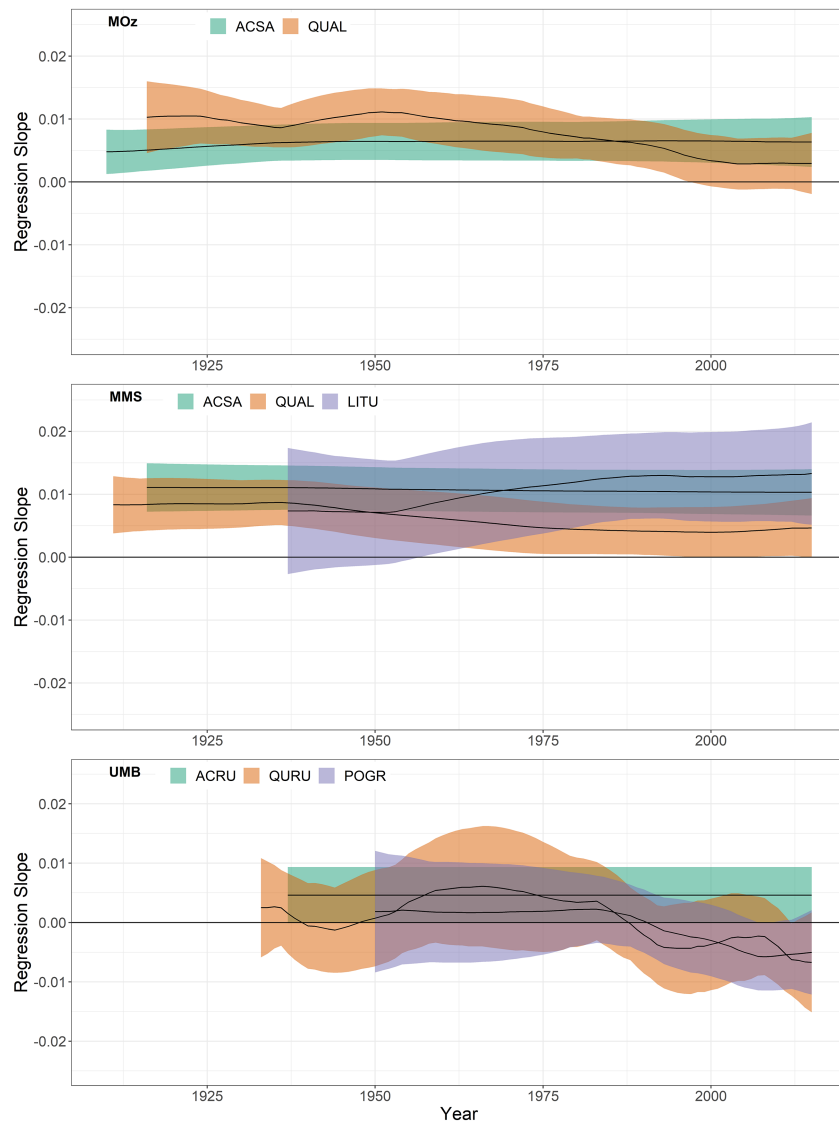 MOz ACSA QUAL
0.02
0.01
0.00
-0.01
-0.02
Regression Slope
1925 1950 1975 2000
MMS ACSA QUAL LITU
0.02
0.01
0.00
-0.01
-0.02
Regression Slope
1925 1950 1975 2000
UMB ACRU QURU POGR
0.02
0.01
0.00
-0.01
-0.02
Regression Slope
1925 1950 1975 2000
Year